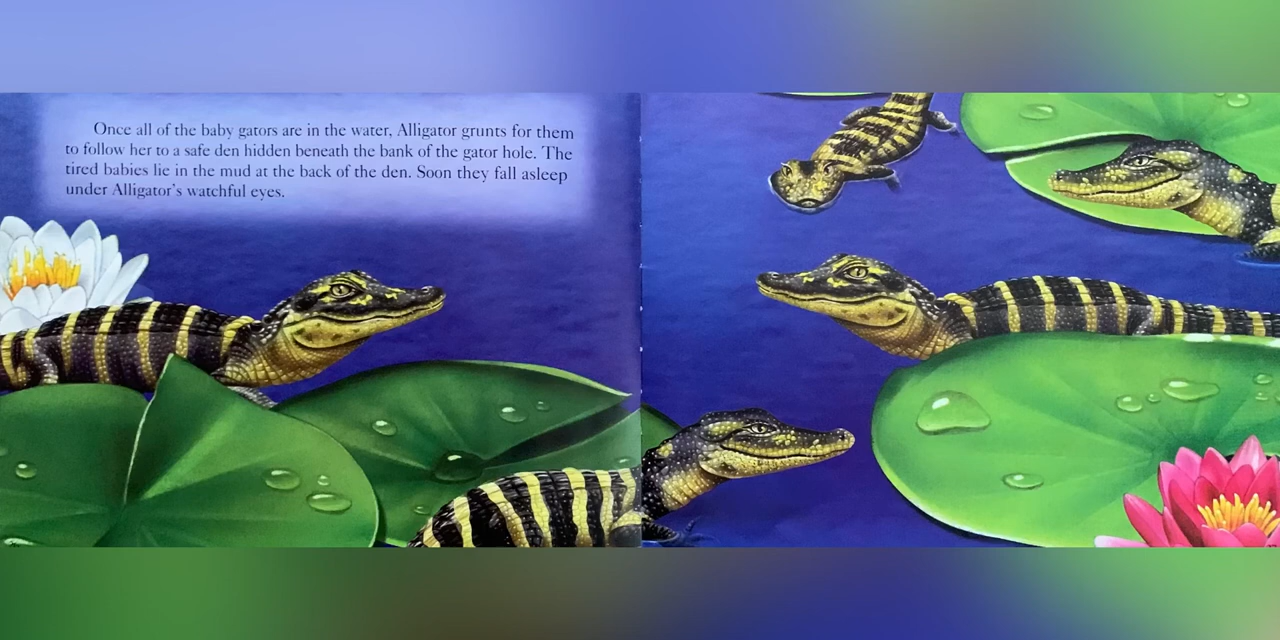 Once all of the baby gators are in the water, Alligator grunts for them
to follow her to a safe den hidden beneath the bank of the gator hole. The
tired babies lie in the mud at the back of the den. Soon they fall asleep
under Alligator's watchful eyes.